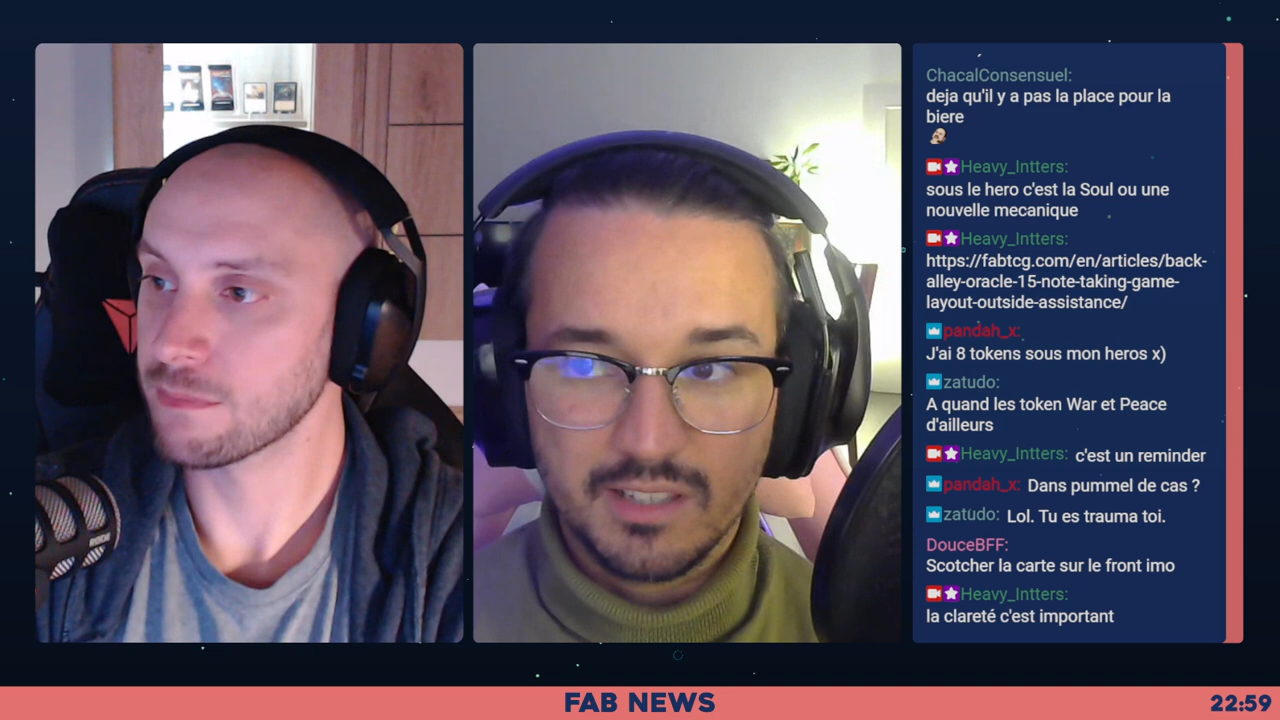 ChacalConsensuel:
deja qu'il y a pas la place pour la
biere
Heavy_Intters:
sous le hero c'est la Soul ou une
nouvelle mecanique
Heavy_Intters:
https://fabtcg.com/en/articles/back-
alley-oracle-15-note-taking-game-
layout-outside-assistance/
pandah_x:
J'ai 8 tokens sous mon heros x)
zatudo:
A quand les token War et Peace
d'ailleurs
Heavy_Intters: c'est un reminder
pandah_x: Dans pummel de cas ?
zatudo: Lol. Tu es trauma toi.
DouceBFF:
Scotcher la carte sur le front imo
Heavy_Intters:
la clareté c'est important
RODE
FAB NEWS
22:59